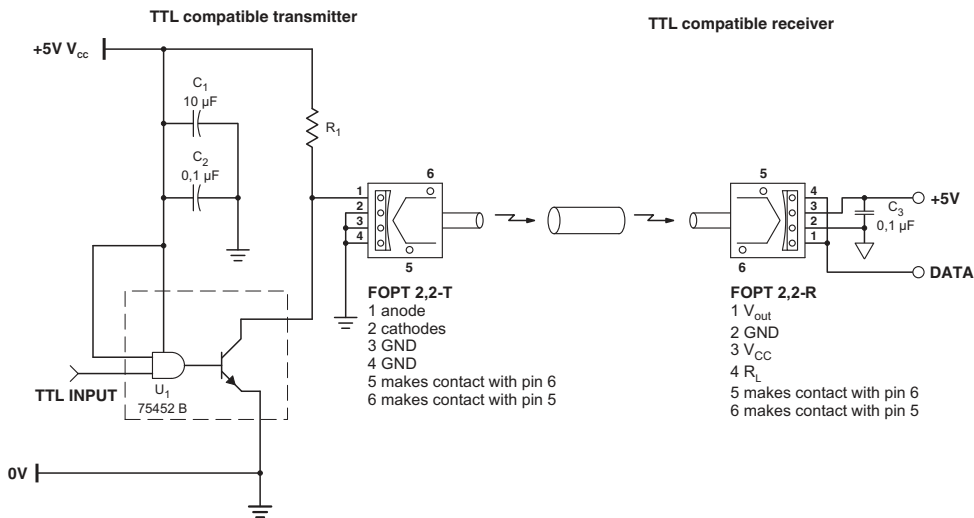 TTL compatible transmitter
TTL compatible receiver
+5V Vcc
C1
10 µF
R1
C2
0,1 µF
6
1
2
3
4
5
5
4
3
2
1
6
+5V
C3
0,1 µF
DATA
FOPT 2,2-T
1 anode
2 cathodes
3 GND
4 GND
5 makes contact with pin 6
6 makes contact with pin 5
FOPT 2,2-R
1 Vout
2 GND
3 VCC
4 RL
5 makes contact with pin 6
6 makes contact with pin 5
TTL INPUT
U1
75452 B
0V